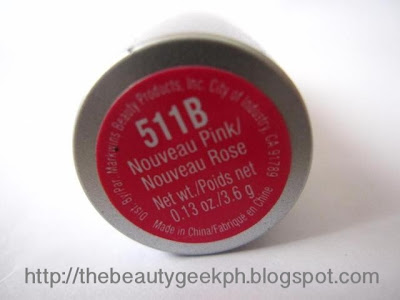 Dist. By/Par. Markwins Beauty Products, Inc. City of Industry, CA 91789
511B
Nouveau Pink/
Nouveau Rose
Net wt./Poids net
0.13 oz./3.6 g
Made in China/Fabriqué en Chine
http://thebeautygeekph.blogspot.com